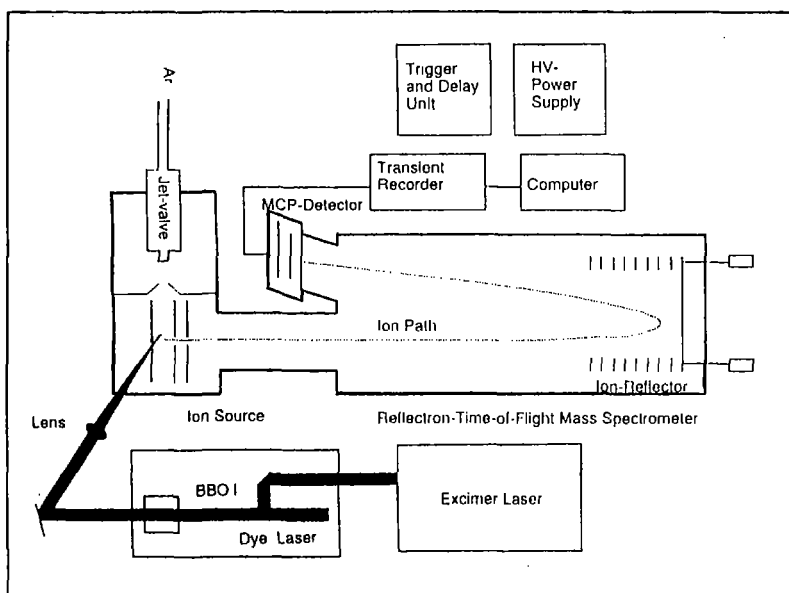 Ar
Trigger
and Delay
Unit
HV-
Power
Supply
Jet-valve
Transient
Recorder
Computer
MCP-Detector
Ion Path
Ion-Reflector
Lens
Ion Source
Reflectron-Time-of-Flight Mass Spectrometer
BBO I
Dye Laser
Excimer Laser